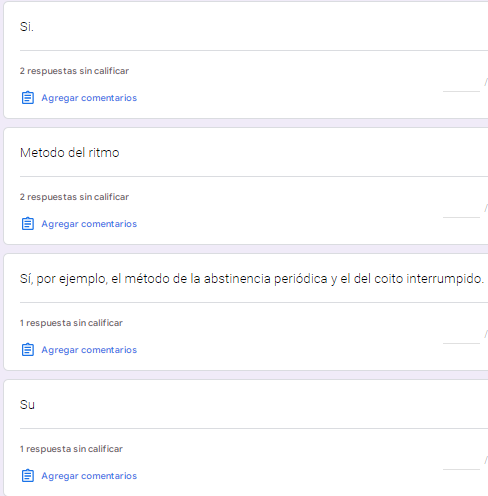 Si.
2 respuestas sin calificar
/
Agregar comentarios
Metodo del ritmo
2 respuestas sin calificar
/
Agregar comentarios
Sí, por ejemplo, el método de la abstinencia periódica y el del coito interrumpido.
1 respuesta sin calificar
/
Agregar comentarios
Su
1 respuesta sin calificar
/
Agregar comentarios